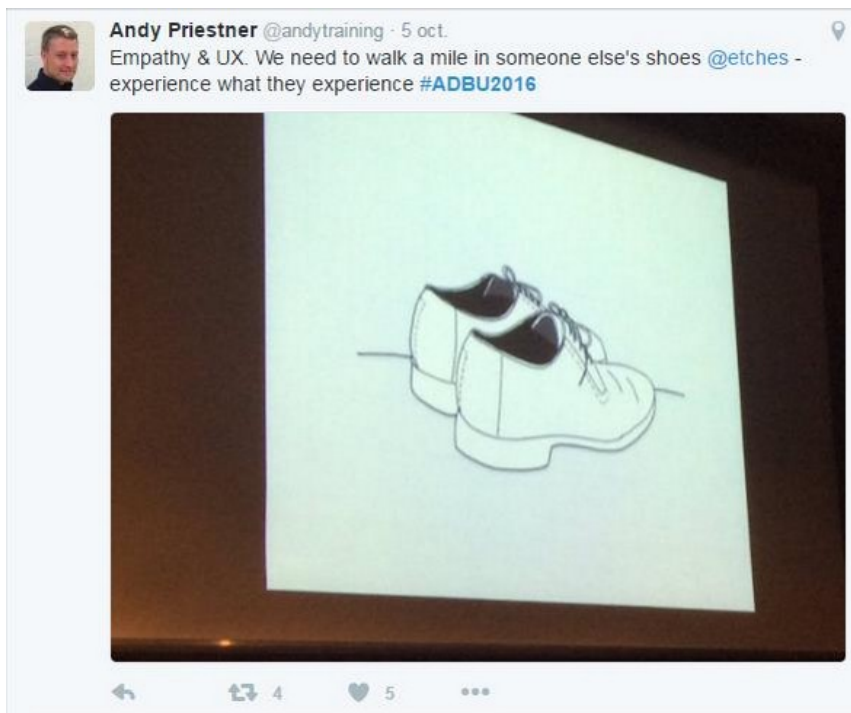 Andy Priestner @andytraining · 5 oct.
Empathy & UX. We need to walk a mile in someone else's shoes @etches -
experience what they experience #ADBU2016
4 5